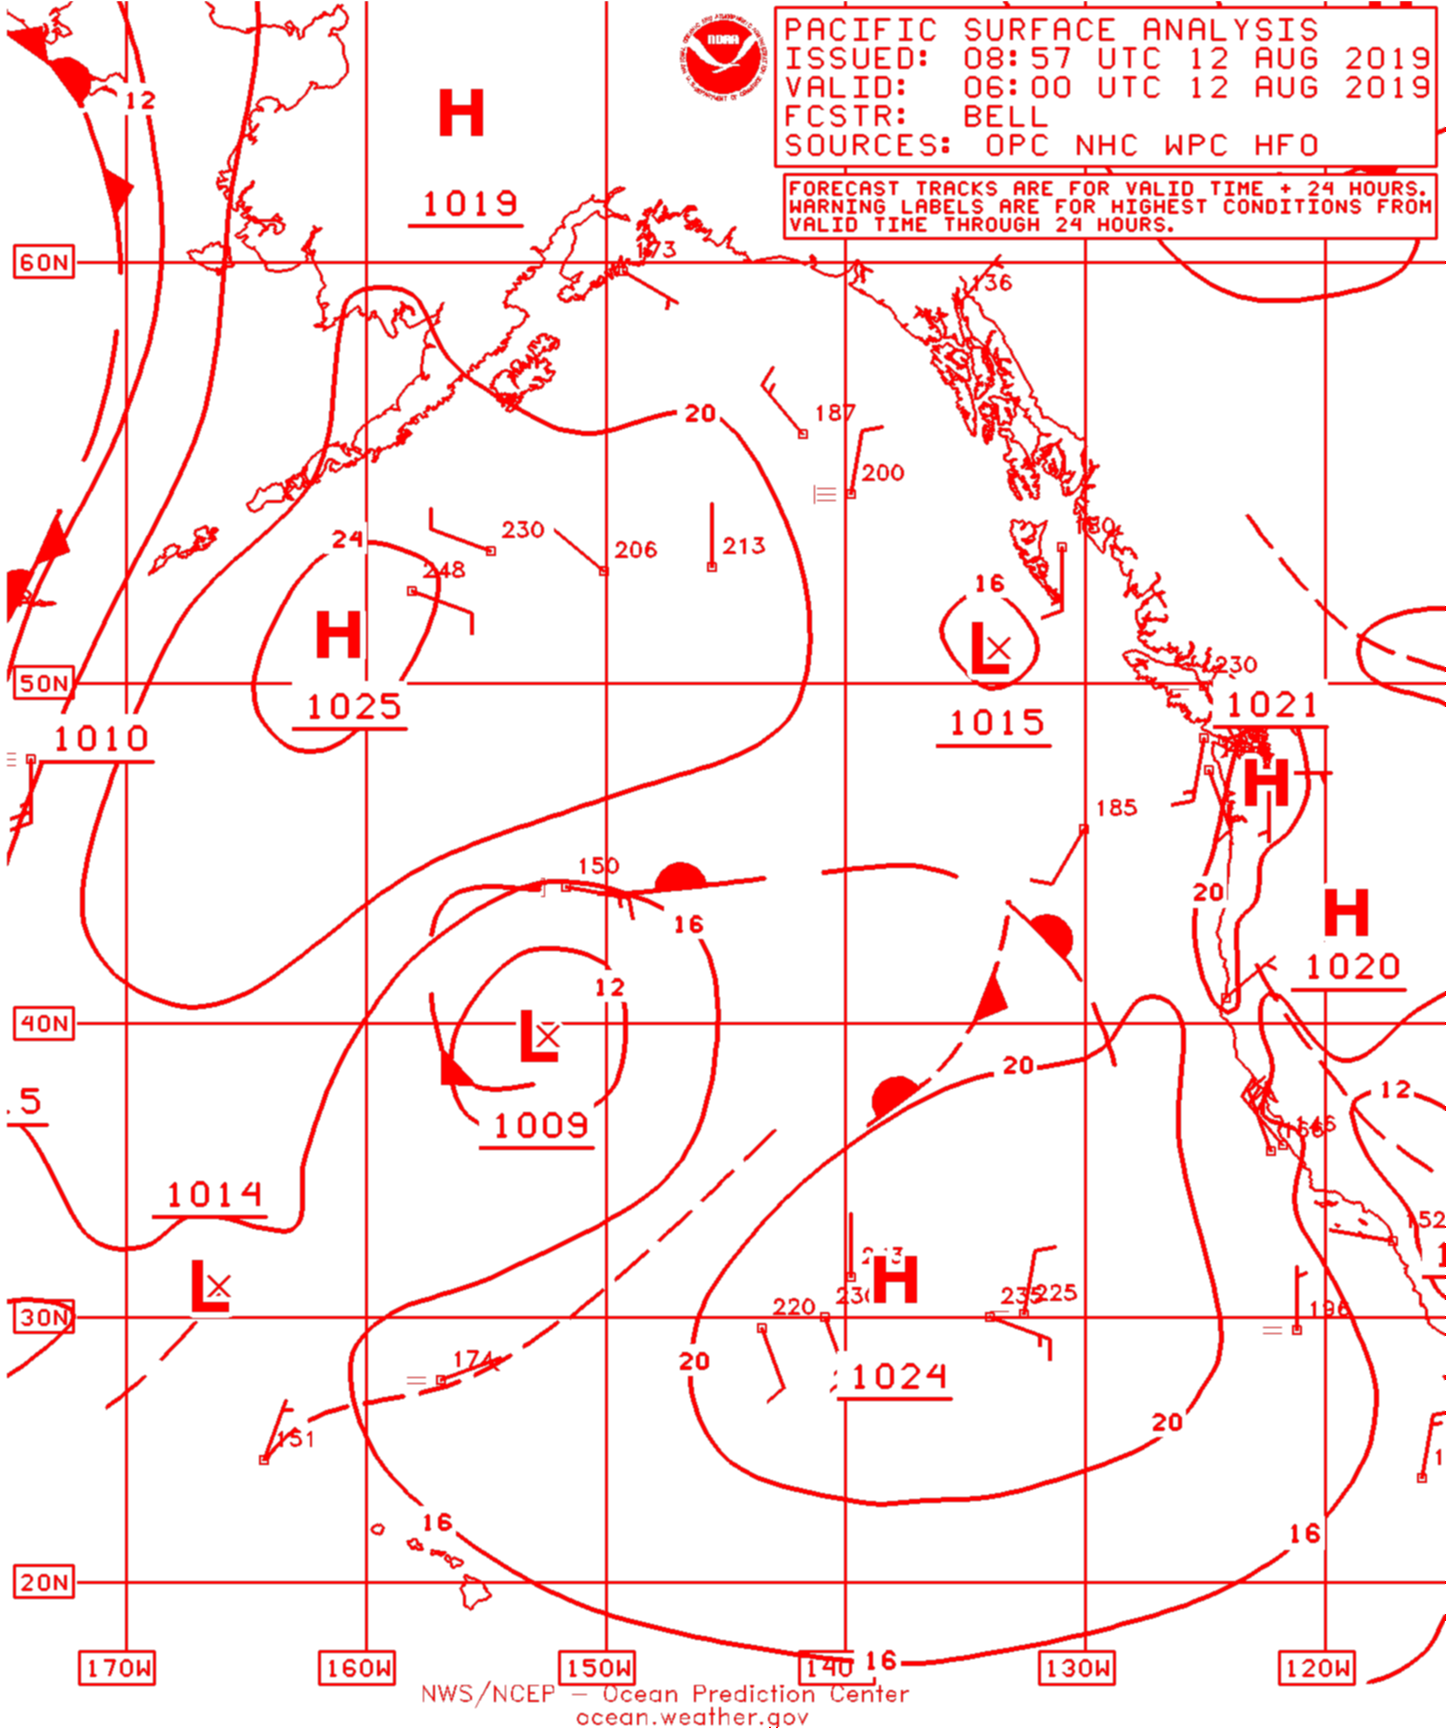 NOAA
PACIFIC SURFACE ANALYSIS
ISSUED: 08:57 UTC 12 AUG 2019
VALID: 06:00 UTC 12 AUG 2019
FCSTR: BELL
SOURCES: OPC NHC WPC HFO
FORECAST TRACKS ARE FOR VALID TIME + 24 HOURS.
WARNING LABELS ARE FOR HIGHEST CONDITIONS FROM
VALID TIME THROUGH 24 HOURS.
12
H
1019
173
60N
136
20
187
200
24
230
206
213
248
H
16
L
50N
1025
1015
230
1010
1021
H
185
150
16
20
H
12
1020
40N
L
20
12
.5
1009
146
1014
152
L
H
30N
220
235
225
196
174
20
1024
20
151
16
16
20N
16
170W
160W
150W
140
130W
120W
NWS/NCEP – Ocean Prediction Center
ocean.weather.gov